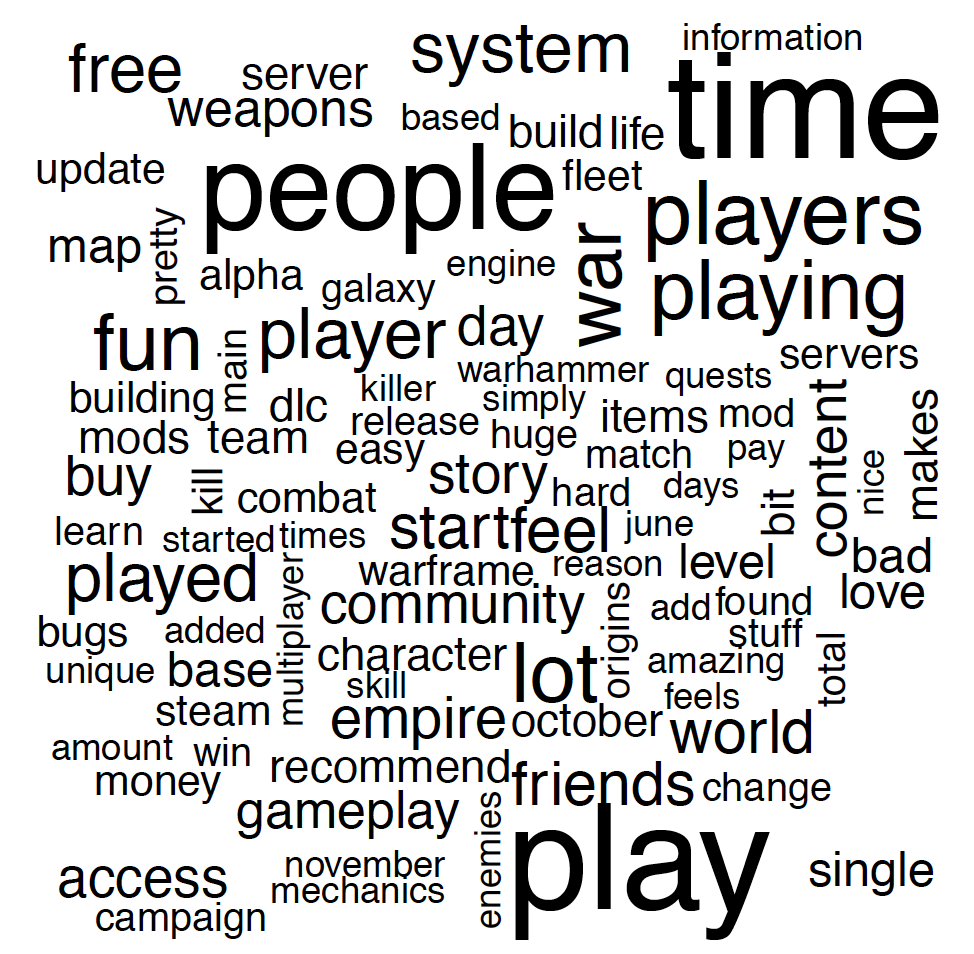 information
system
free
server
time
weapons
based
build
life
update
people
fleet
players
map
pretty
war
alpha
engine
galaxy
playing
fun
main
player
day
servers
warhammer
quests
building
killer
simply
content
makes
dlc
release
items
mod
mods
team
easy
huge
match
pay
nice
buy
kill
story
combat
hard
days
bit
learn
started
times
start
feel
june
bad
played
multiplayer
warframe
reason
level
love
community
origins
add
found
bugs
added
stuff
unique
base
character
lot
amazing
total
skill
feels
steam
empire
october
world
amount
win
money
recommend
friends
change
gameplay
enemies
play
november
single
access
mechanics
campaign